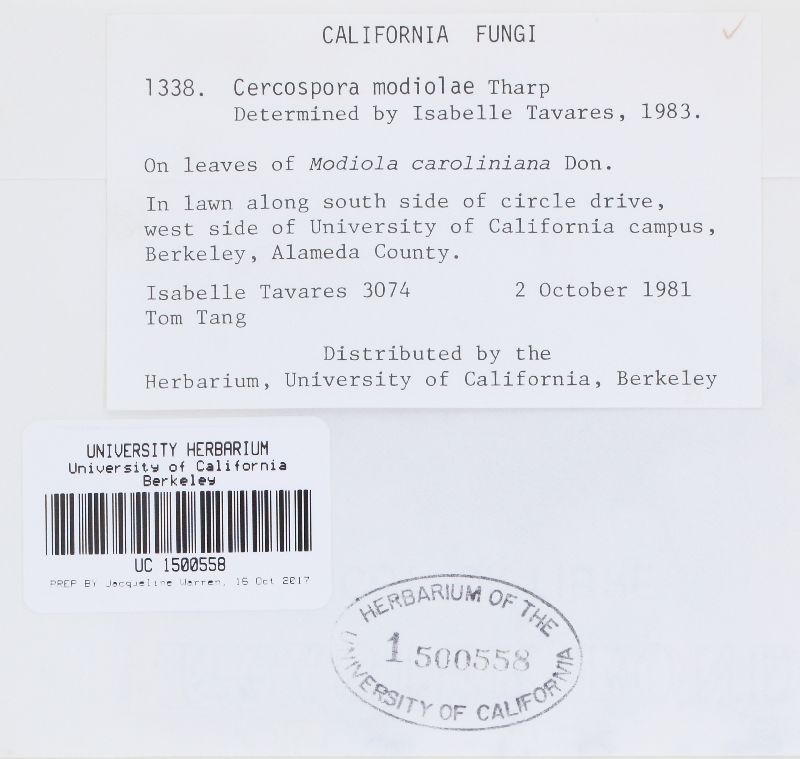 CALIFORNIA FUNGI
1338. Cercospora modiolae Tharp
Determined by Isabelle Tavares, 1983.
On leaves of Modiola caroliniana Don.
In lawn along south side of circle drive,
west side of University of California campus,
Berkeley, Alameda County.
Isabelle Tavares 3074 2 October 1981
Tom Tang
Distributed by the
Herbarium, University of California, Berkeley
UNIVERSITY HERBARIUM
University of California
Berkeley
UC 1500558
PREP BY Jacqueline Warren, 16 Oct 2017
HERBARIUM OF THE
1500558
UNIVERSITY OF CALIFORNIA